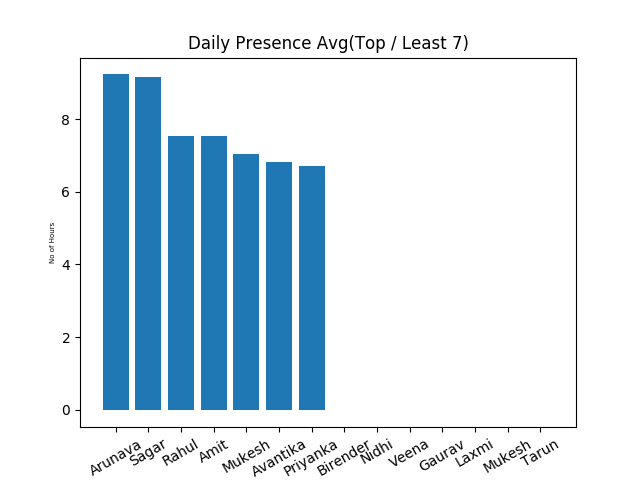 Daily Presence Avg(Top / Least 7)
No of Hours
8
6
4
2
0
Arunava
Sagar
Rahul
Amit
Mukesh
Avantika
Priyanka
Birender
Nidhi
Veena
Gaurav
Laxmi
Mukesh
Tarun